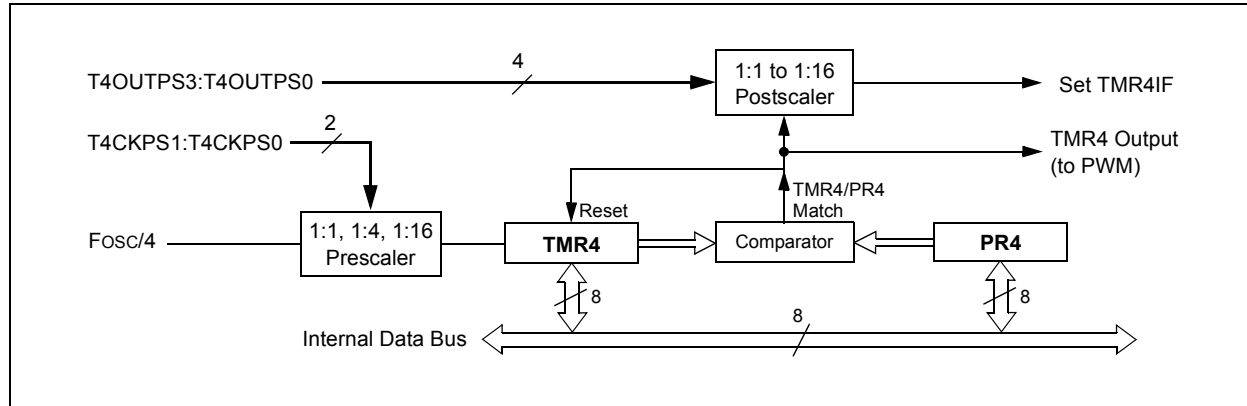 T4OUTPS3:T4OUTPS0
4
1:1 to 1:16
Postscaler
Set TMR4IF
T4CKPS1:T4CKPS0
2
TMR4 Output
(to PWM)
TMR4/PR4
Match
Reset
FOSC/4
1:1, 1:4, 1:16
Prescaler
TMR4
Comparator
PR4
8
8
Internal Data Bus
8